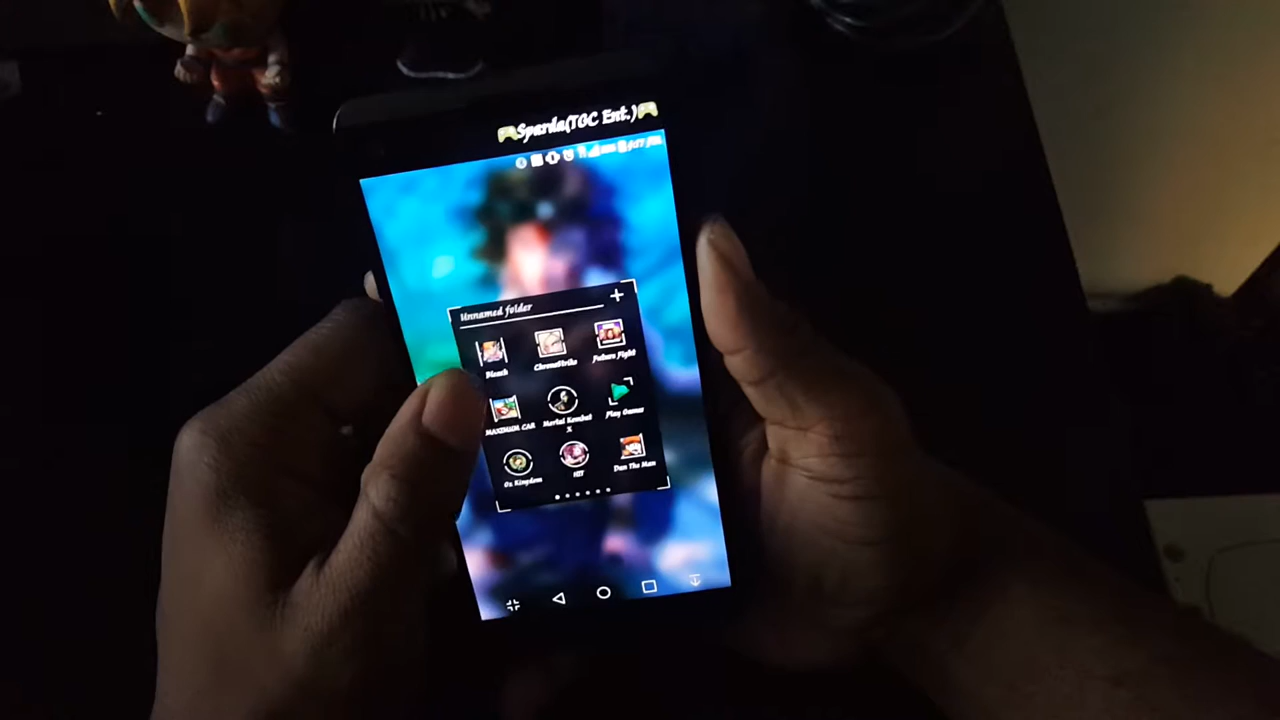 🎮Sparda(TGC Ent.)🎮
Unnamed folder
Bleach
ChronoStrike
Future Fight
MAXIMUM CAR
Mortal Kombat X
Play Games
Oz Kingdom
HIT
Dan The Man